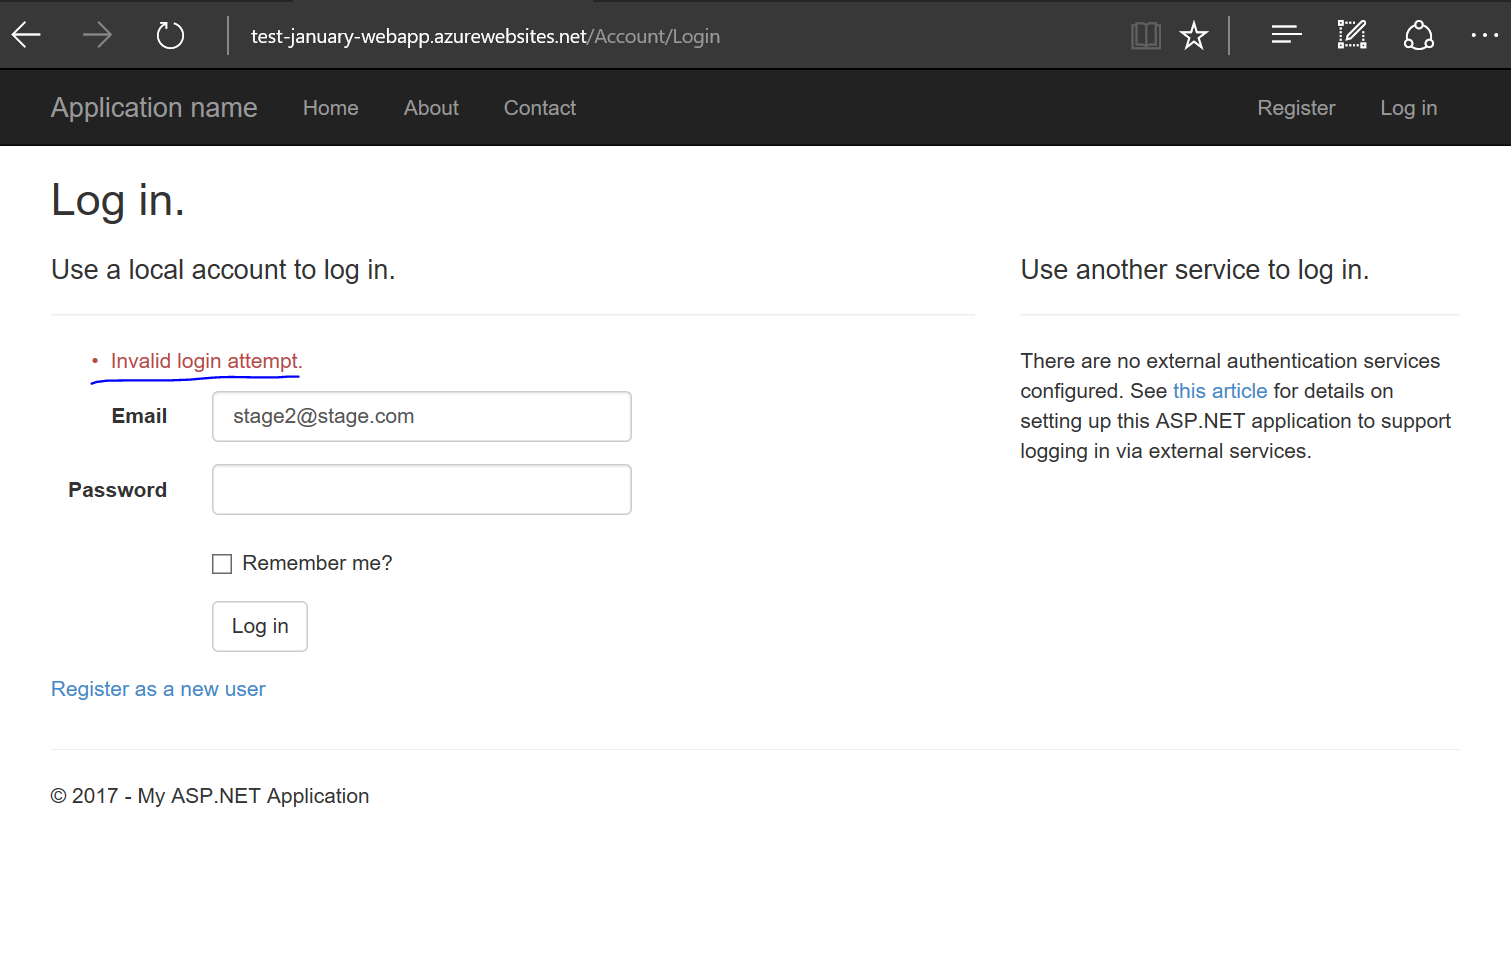 test-january-webapp.azurewebsites.net/Account/Login
Application name Home About Contact Register Log in
Log in.
Use a local account to log in.
• Invalid login attempt.
Email stage2@stage.com
Password
Remember me?
Log in
Register as a new user
Use another service to log in.
There are no external authentication services
configured. See this article for details on
setting up this ASP.NET application to support
logging in via external services.
© 2017 - My ASP.NET Application